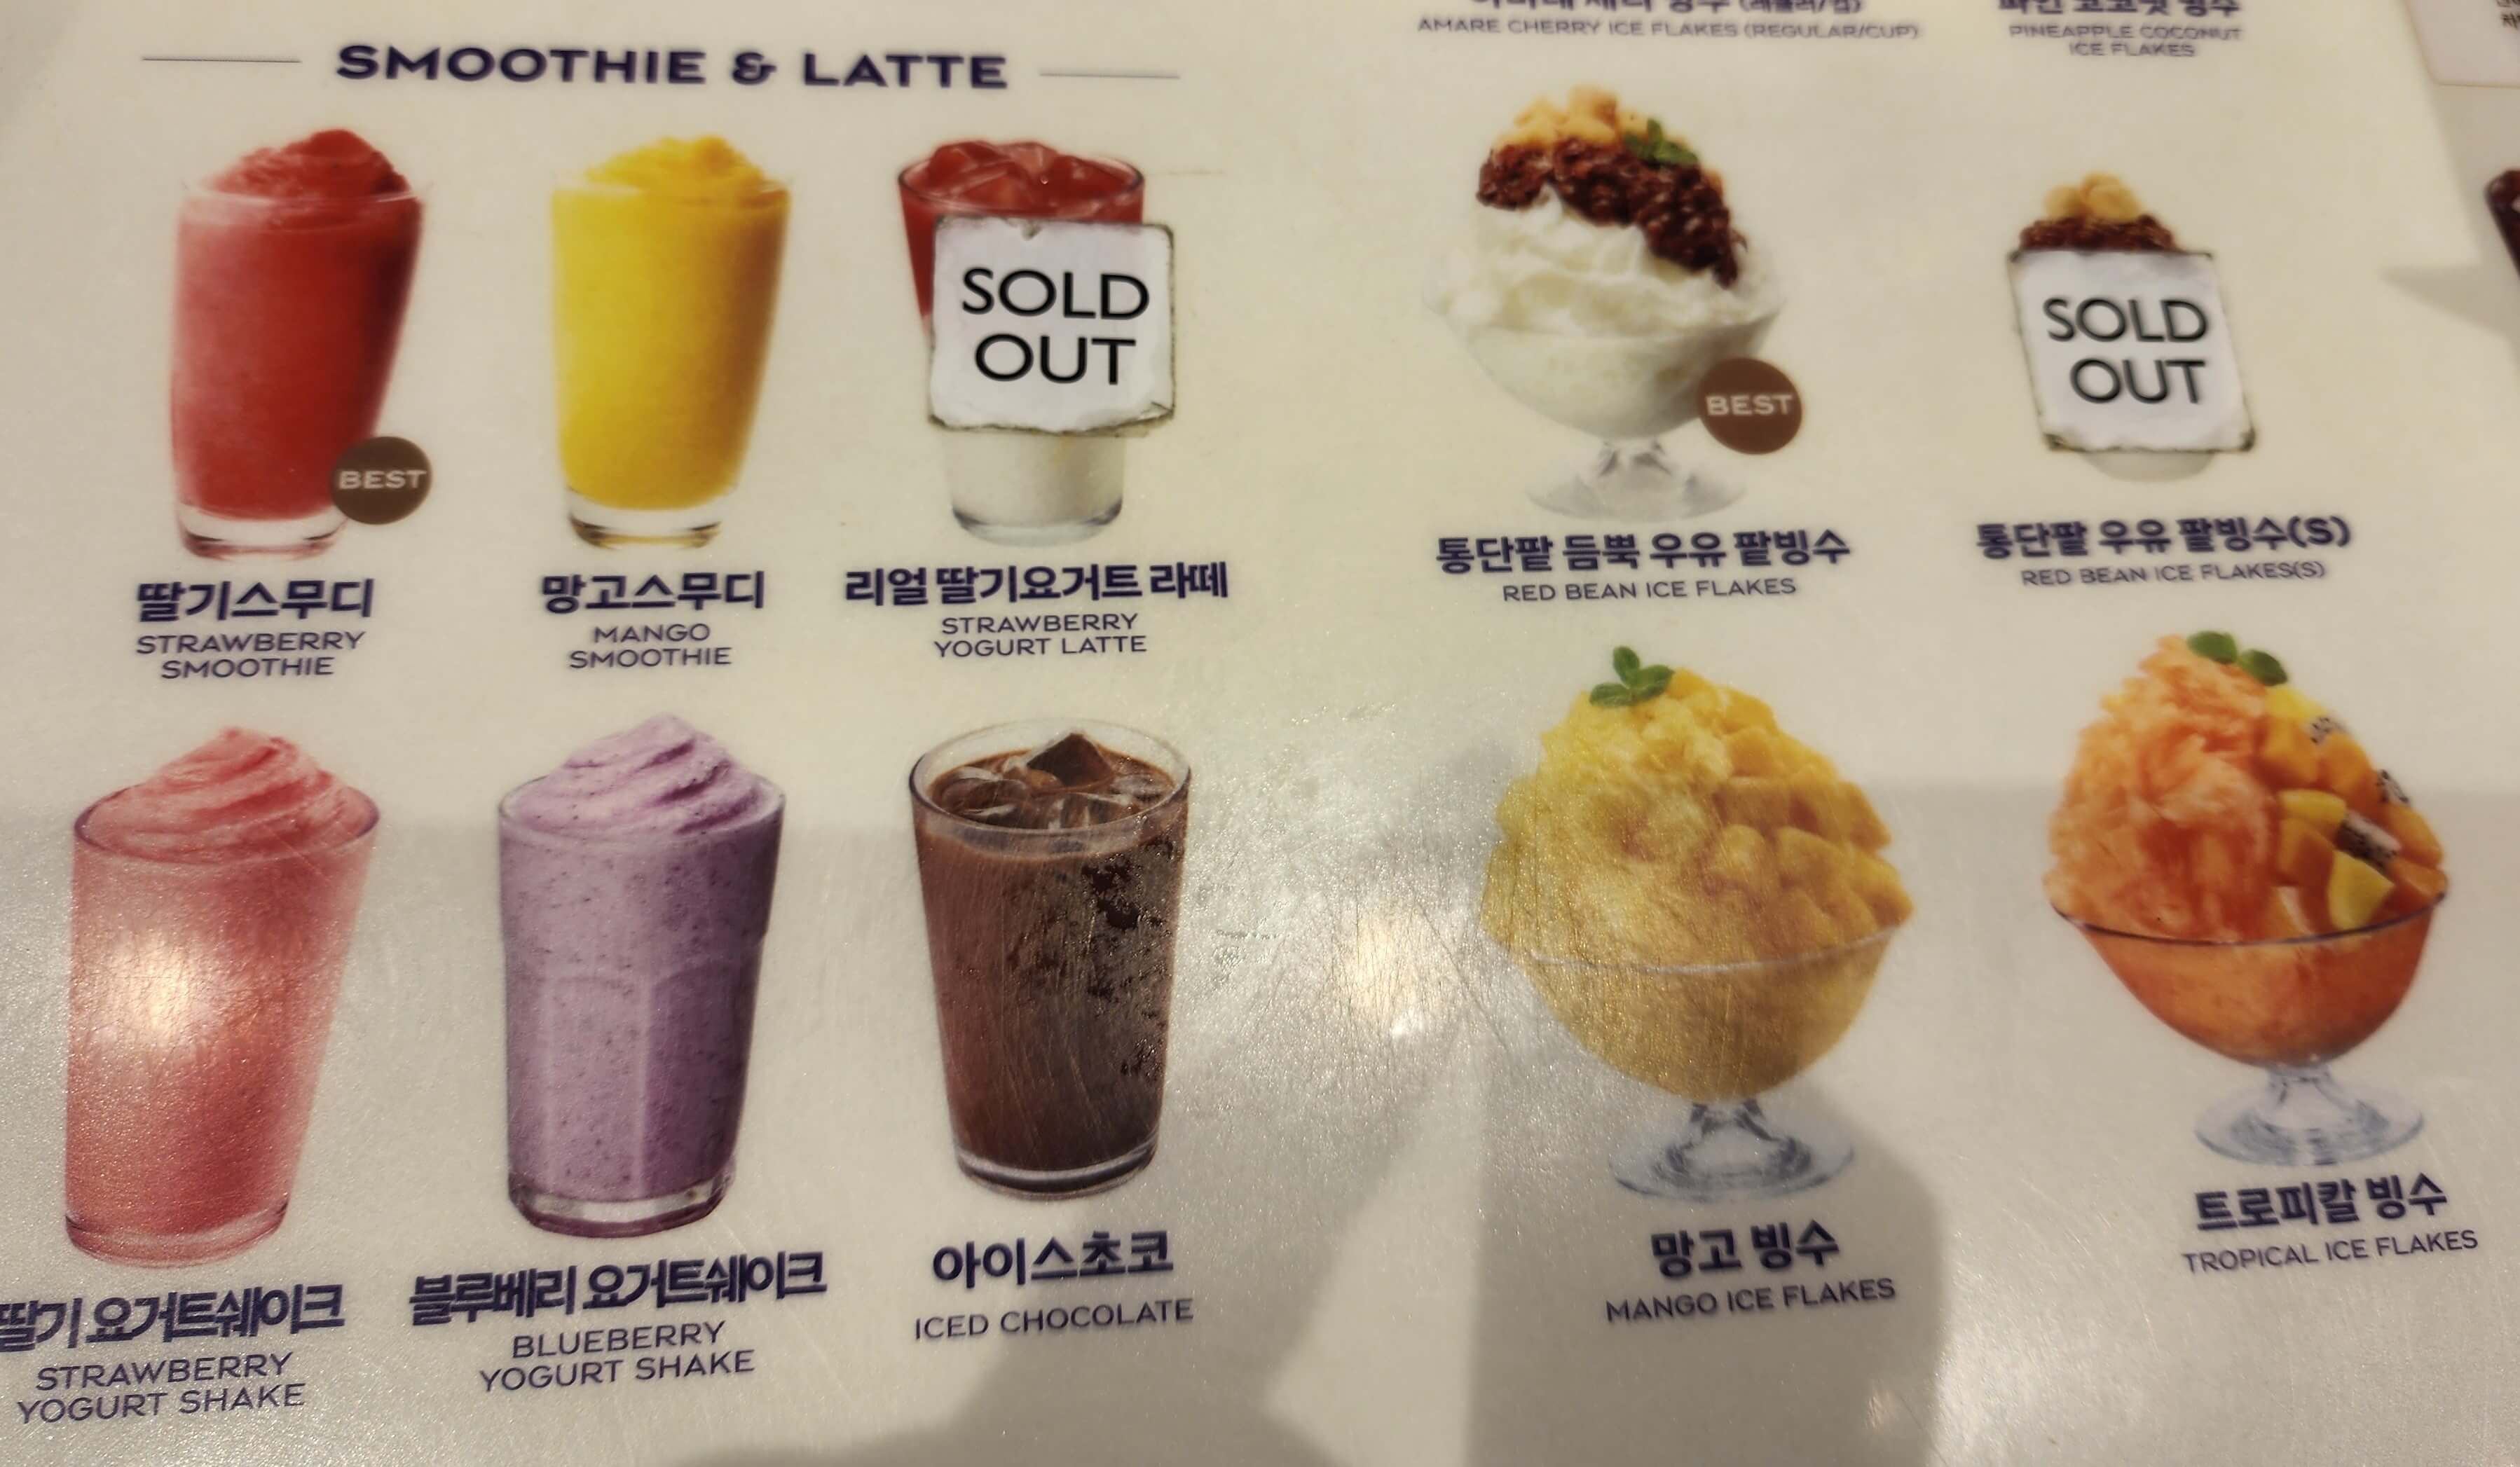 SMOOTHIE & LATTE
BEST
SOLD
OUT
딸기스무디
STRAWBERRY
SMOOTHIE
망고스무디
MANGO
SMOOTHIE
리얼 딸기요거트 라떼
STRAWBERRY
YOGURT LATTE
딸기 요거트쉐이크
STRAWBERRY
YOGURT SHAKE
블루베리 요거트쉐이크
BLUEBERRY
YOGURT SHAKE
아이스초코
ICED CHOCOLATE
AMARE CHERRY ICE FLAKES (REGULAR/CUP)
PINEAPPLE COCONUT
ICE FLAKES
BEST
SOLD
OUT
통단팥 듬뿍 우유 팥빙수
RED BEAN ICE FLAKES
통단팥 우유 팥빙수(S)
RED BEAN ICE FLAKES(S)
망고 빙수
MANGO ICE FLAKES
트로피칼 빙수
TROPICAL ICE FLAKES